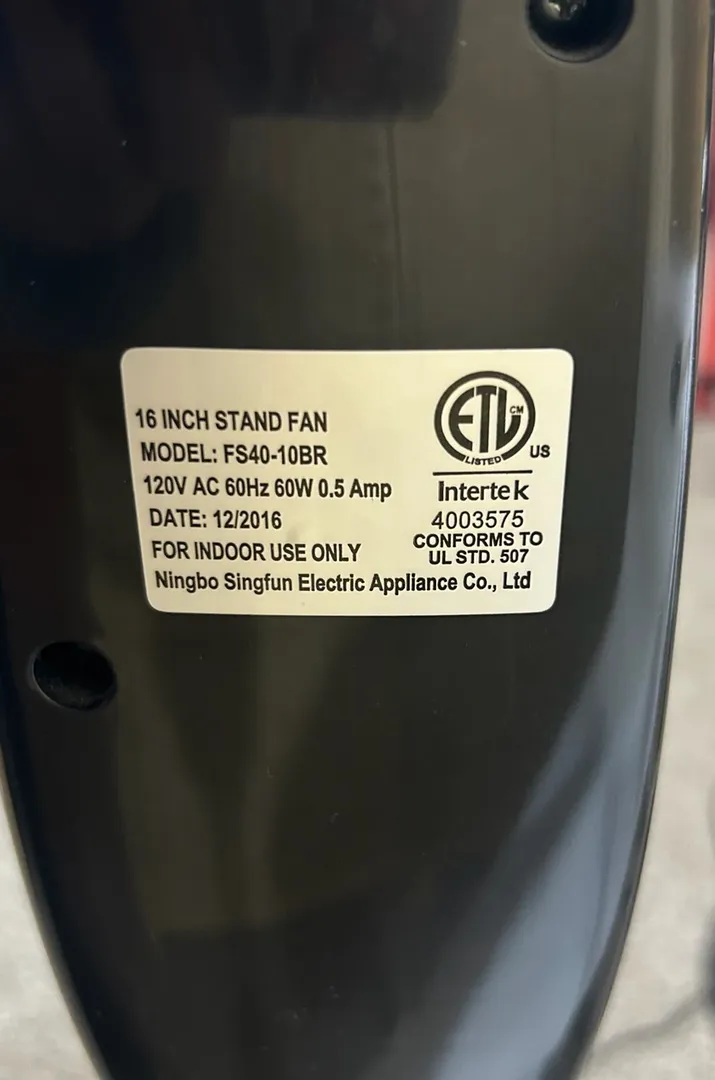 16 INCH STAND FAN
MODEL: FS40-10BR
120V AC 60Hz 60W 0.5 Amp
DATE: 12/2016
FOR INDOOR USE ONLY
Ningbo Singfun Electric Appliance Co., Ltd
ETL CM
LISTED
US
Intertek
4003575
CONFORMS TO
UL STD. 507